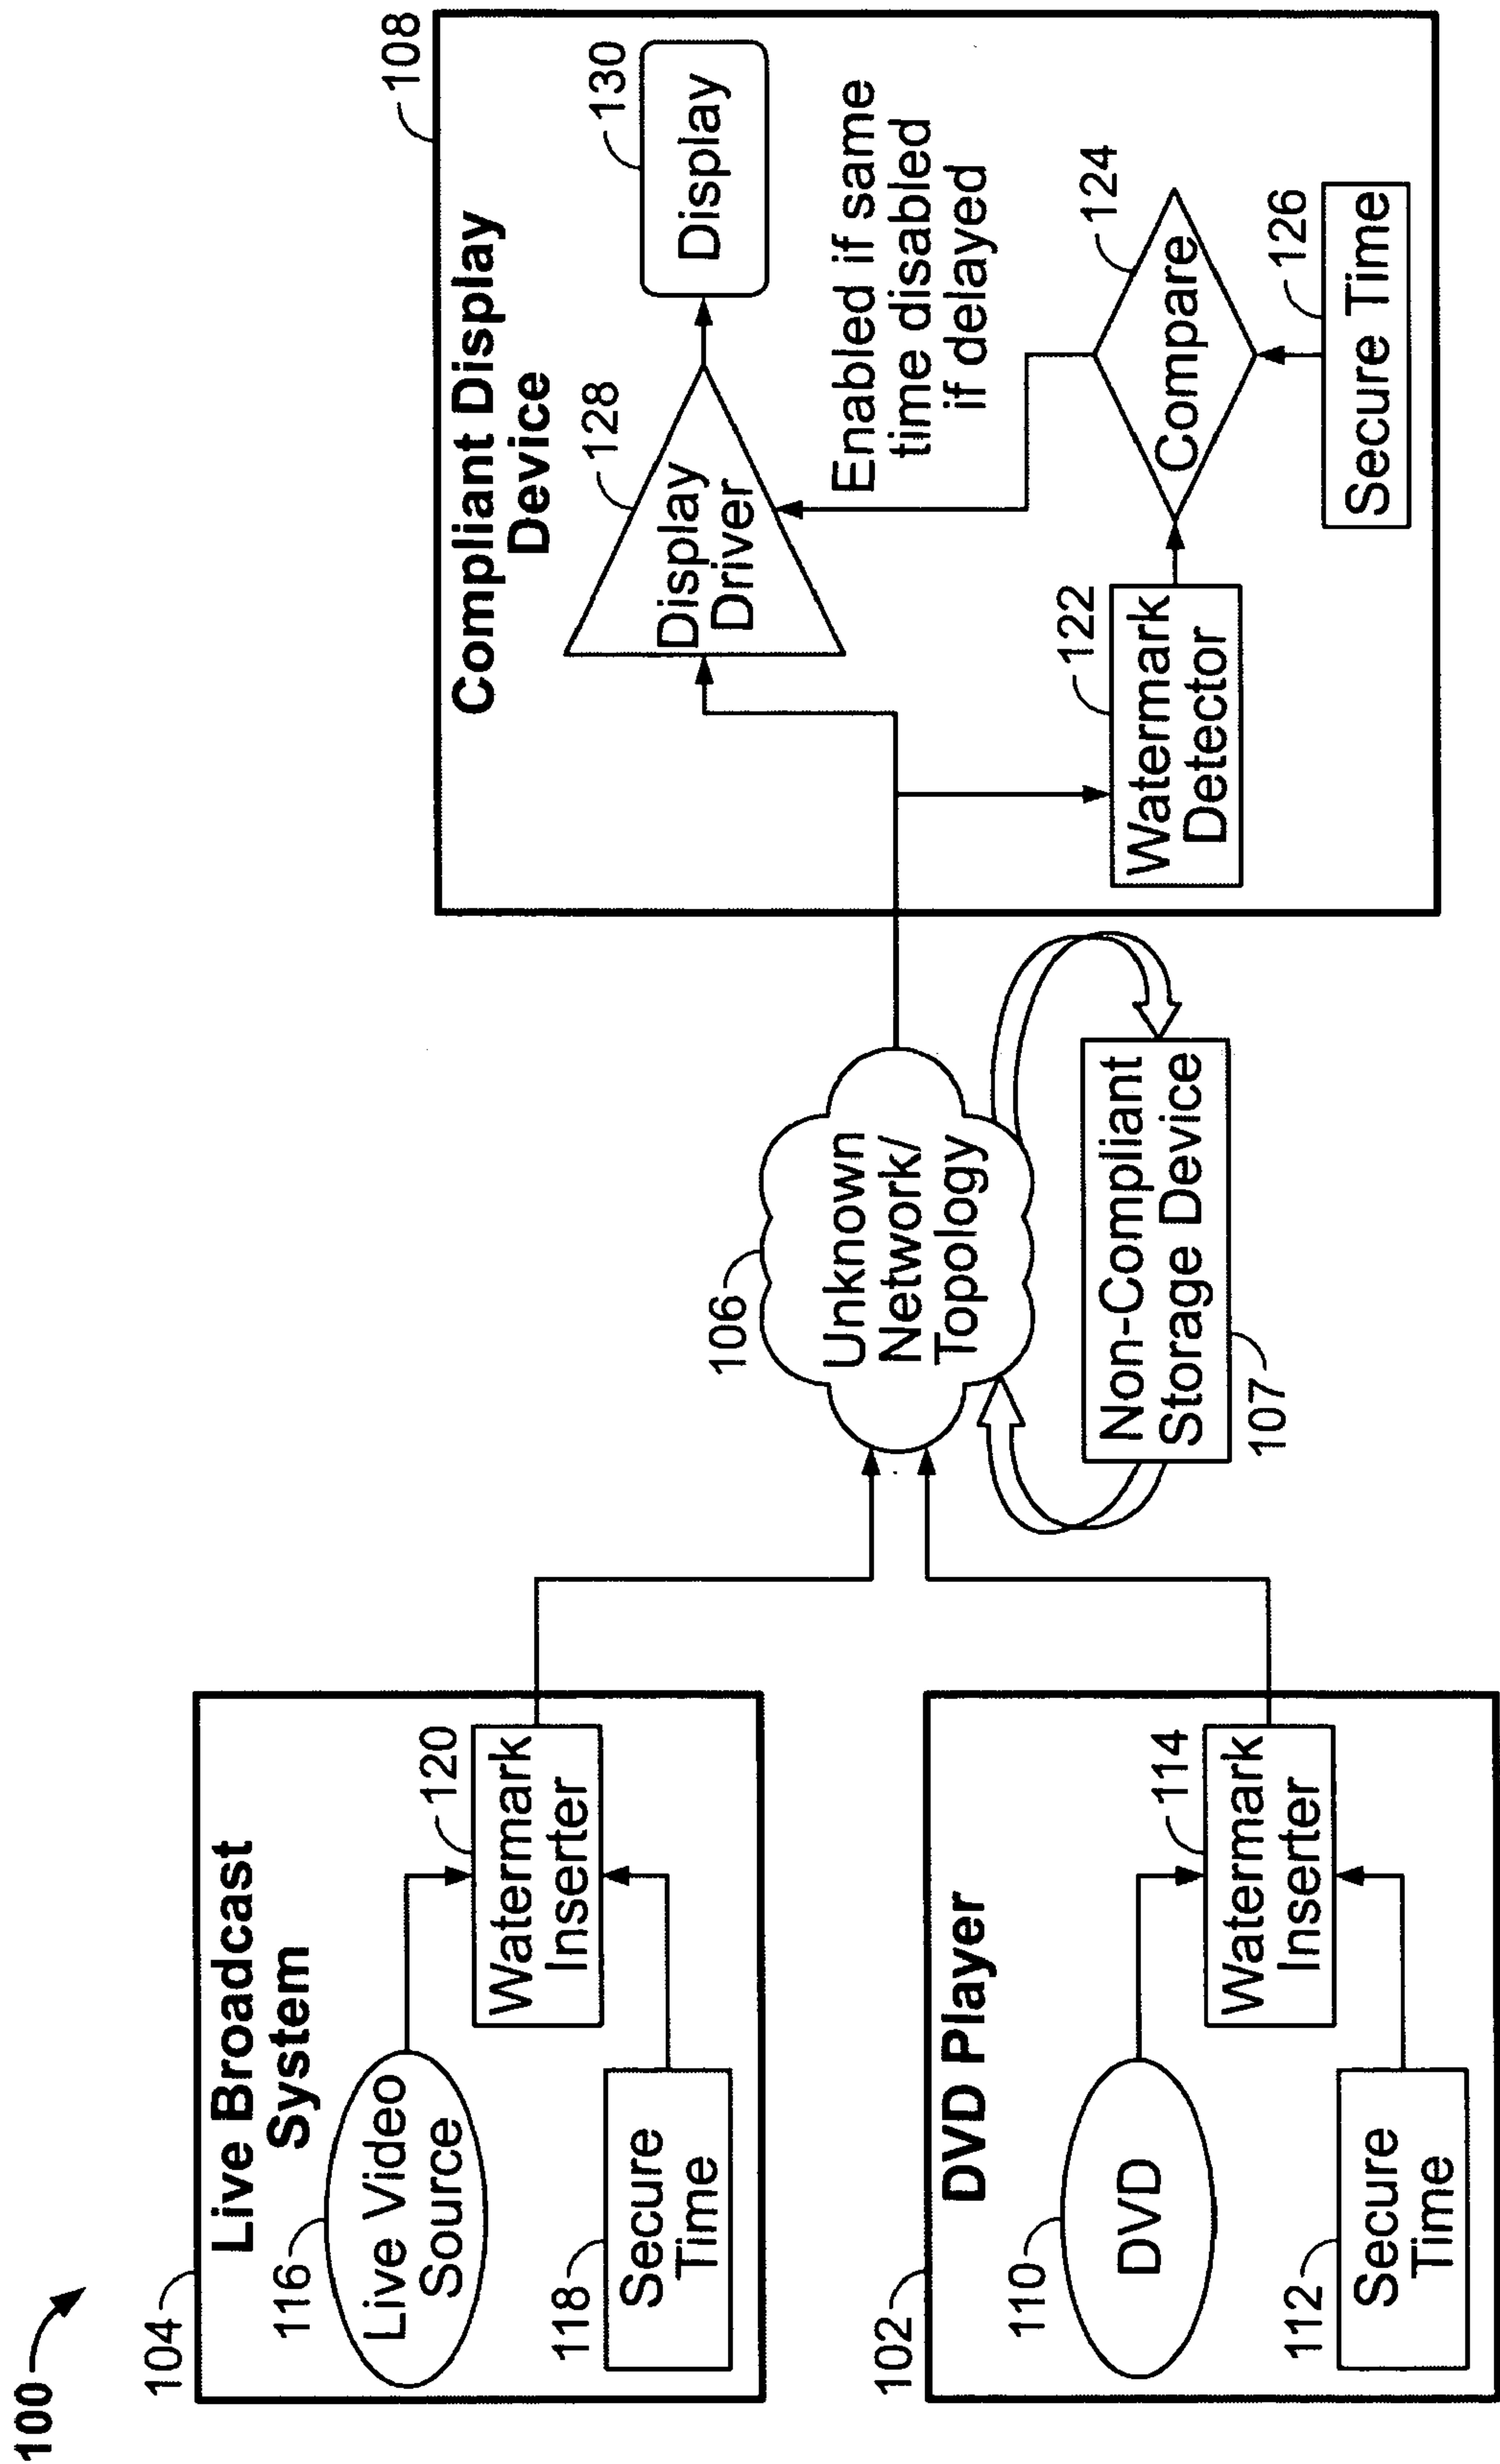 100
104
Live Broadcast
System
116
Live Video
Source
118
Secure
Time
120
Watermark
Inserter
102
DVD Player
110
DVD
112
Secure
Time
114
Watermark
Inserter
106
Unknown
Network/
Topology
Non-Compliant
Storage Device
107
108
Compliant Display
Device
128
Display
Driver
130
Display
Enabled if same
time disabled
if delayed
122
Watermark
Detector
124
Compare
126
Secure Time